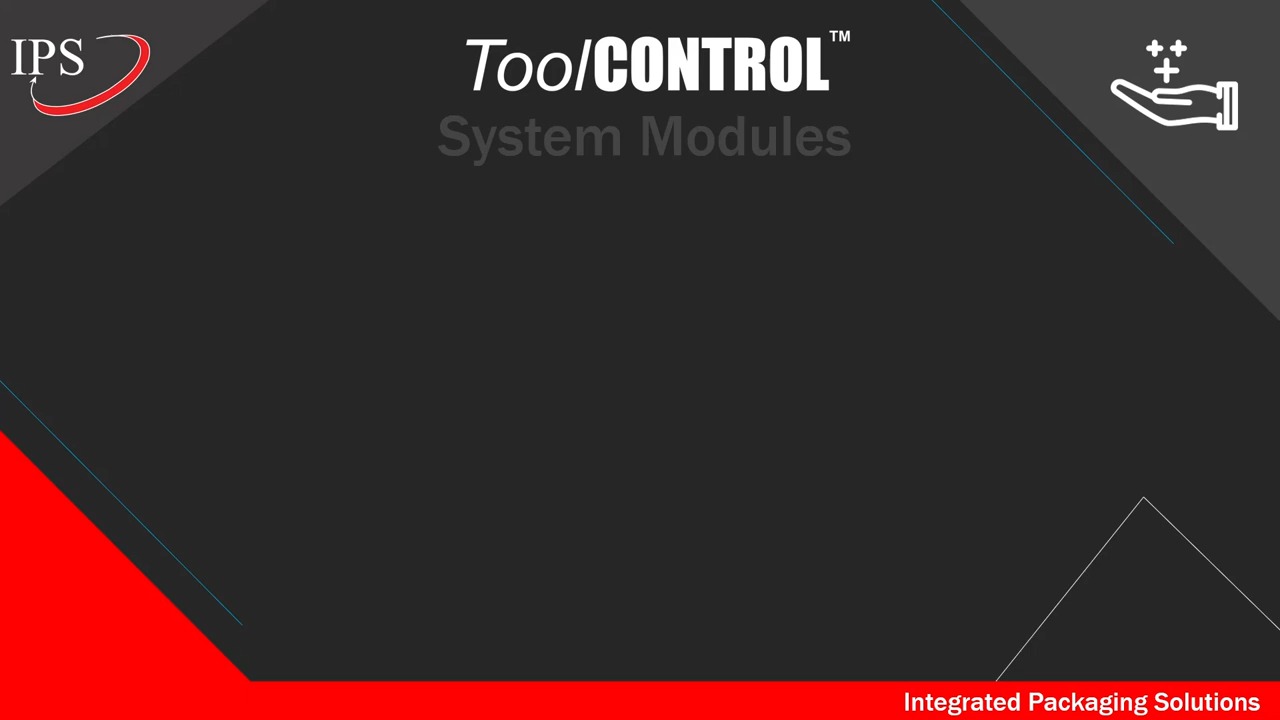 IPS
ToolCONTROL™
System Modules
Integrated Packaging Solutions